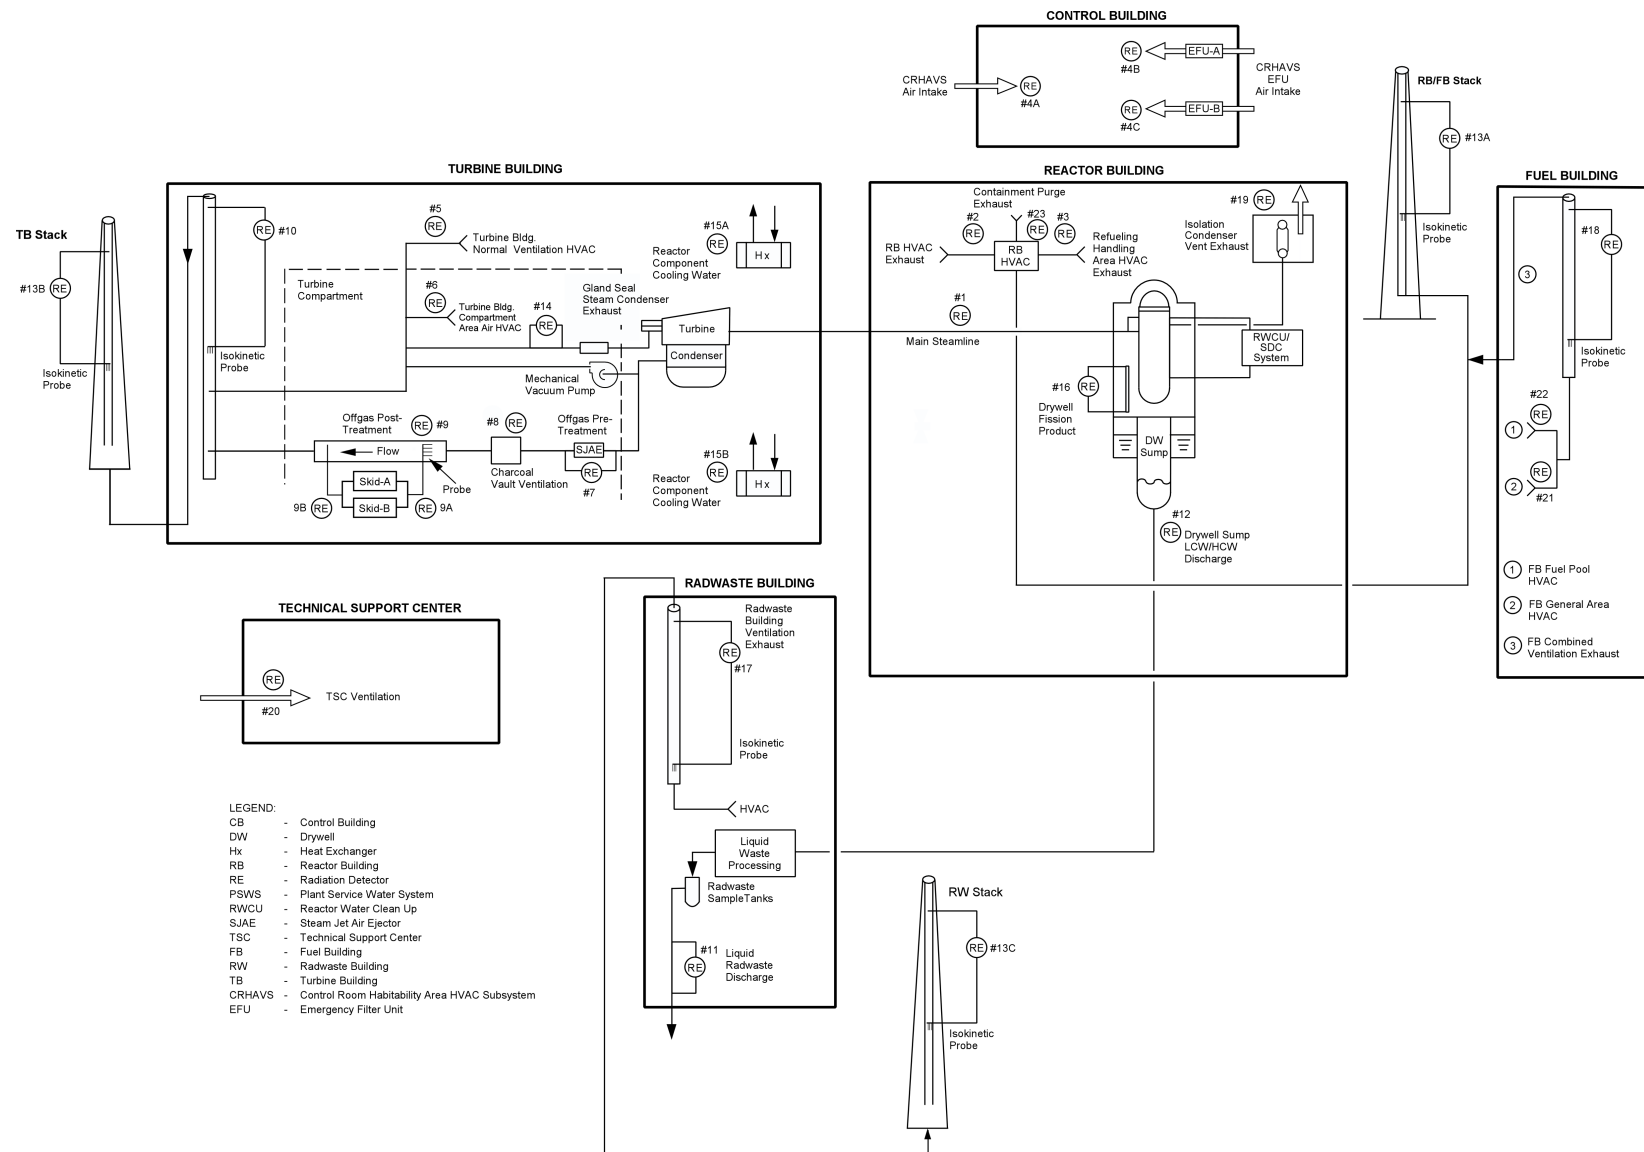 CONTROL BUILDING
CRHAVS
Air Intake
RE
#4A
RE
#4B
EFU-A
CRHAVS
EFU
Air Intake
RE
#4C
EFU-B
RB/FB Stack
RE
#13A
Isokinetic
Probe
TURBINE BUILDING
TB Stack
RE
#13B
Isokinetic
Probe
RE
#10
Isokinetic
Probe
Turbine
Compartment
#5
RE
Turbine Bldg.
Normal Ventilation HVAC
#6
RE
Turbine Bldg.
Compartment
Area Air HVAC
#14
RE
Gland Seal
Steam Condenser
Exhaust
Mechanical
Vacuum Pump
Turbine
Condenser
#15A
RE
Reactor
Component
Cooling Water
Hx
Offgas Post-
Treatment
RE
#9
Flow
Probe
Skid-A
Skid-B
9B
RE
RE
9A
#8
RE
Charcoal
Vault Ventilation
Offgas Pre-
Treatment
SJAE
RE
#7
#15B
RE
Reactor
Component
Cooling Water
Hx
REACTOR BUILDING
Containment Purge
Exhaust
#2
RE
#23
RE
#3
RE
RB HVAC
Exhaust
RB
HVAC
Refueling
Handling
Area HVAC
Exhaust
#19
RE
Isolation
Condenser
Vent Exhaust
#1
RE
Main Steamline
RWCU/
SDC
System
#16
RE
Drywell
Fission
Product
DW
Sump
#12
RE
Drywell Sump
LCW/HCW
Discharge
FUEL BUILDING
3
#18
RE
Isokinetic
Probe
#22
RE
1
RE
2
#21
1 FB Fuel Pool
HVAC
2 FB General Area
HVAC
3 FB Combined
Ventilation Exhaust
TECHNICAL SUPPORT CENTER
RE
#20
TSC Ventilation
RADWASTE BUILDING
Radwaste
Building
Ventilation
Exhaust
RE
#17
Isokinetic
Probe
HVAC
Liquid
Waste
Processing
Radwaste
SampleTanks
#11
RE
Liquid
Radwaste
Discharge
RW Stack
RE
#13C
Isokinetic
Probe
LEGEND:
CB - Control Building
DW - Drywell
Hx - Heat Exchanger
RB - Reactor Building
RE - Radiation Detector
PSWS - Plant Service Water System
RWCU - Reactor Water Clean Up
SJAE - Steam Jet Air Ejector
TSC - Technical Support Center
FB - Fuel Building
RW - Radwaste Building
TB - Turbine Building
CRHAVS - Control Room Habitability Area HVAC Subsystem
EFU - Emergency Filter Unit